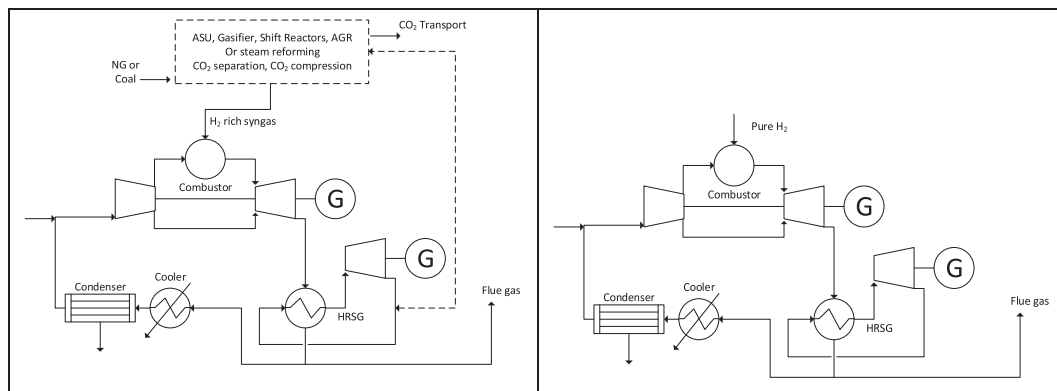 CO₂ Transport
ASU, Gasifier, Shift Reactors, AGR
Or steam reforming
CO₂ separation, CO₂ compression
NG or
Coal
H₂ rich syngas
Combustor
G
G
Cooler
Condenser
HRSG
Flue gas
Pure H₂
Combustor
G
G
Cooler
Condenser
HRSG
Flue gas